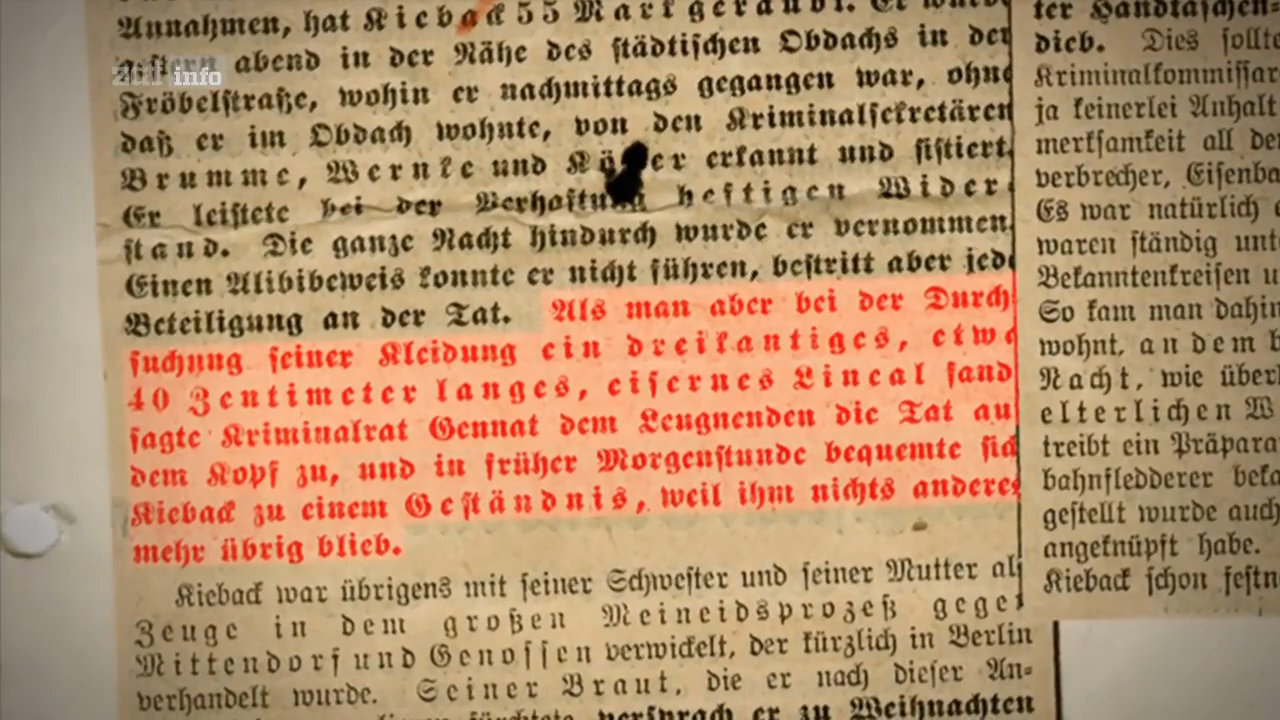 Annahmen, hat Kieback 55 Mark geraubt. Er wurde
gestern abend in der Nähe des städtischen Obdachs in der
ZDF info
Fröbelstraße, wohin er nachmittags gegangen war, ohne
daß er im Obdach wohnte, von den Kriminalsekretären
Brumme, Wernke und er erkannt und sistiert.
Er leistete bei der Verhaftung heftigen Wider
stand. Die ganze Nacht hindurch wurde er vernommen.
Einen Alibibeweis konnte er nicht führen, bestritt aber jede
Beteiligung an der Tat. Als man aber bei der Durch
suchung seiner Kleidung ein dreikantiges, etwa
40 Zentimeter langes, eisernes Lineal fand
sagte Kriminalrat Gennat dem Leugnenden die Tat au
dem Kopf zu, und in früher Morgenstunde bequemte sich
Kieback zu einem Geständnis, weil ihm nichts anderes
mehr übrig blieb.
Kieback war übrigens mit seiner Schwester und seiner Mutter als
Zeuge in dem großen Meineidsprozeß gegen
Mittendorf und Genossen verwickelt, der kürzlich in Berlin
verhandelt wurde. Seiner Braut, die er nach dieser An-
fürchtete, versprach er zu Weihnachten
ter Handtaschen-
dieb. Dies sollte
Kriminalkommissar
ja keinerlei Anhalt
merksamkeit all de
verbrecher, Eisenba
Es war natürlich
waren ständig unt
Bekanntenkreisen u
So kam man dahin
wohnt, an dem b
Nacht, wie über
elterlichen W
treibt ein Präpara
bahnfledderer beka
gestellt wurde auch
angeknüpft habe.
Kieback schon festn